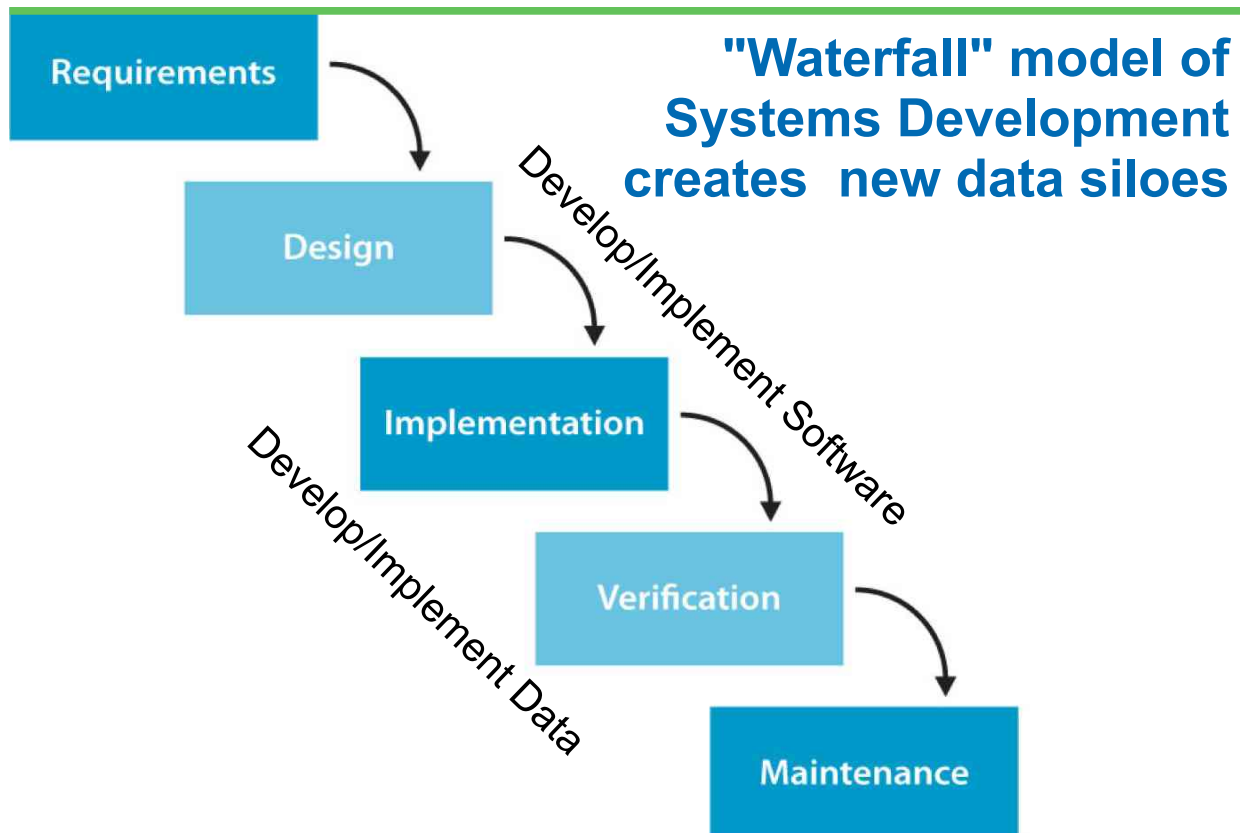 "Waterfall" model of
Systems Development
creates  new data siloes
Requirements
Design
Develop/Implement Software
Implementation
Develop/Implement Data
Verification
Maintenance